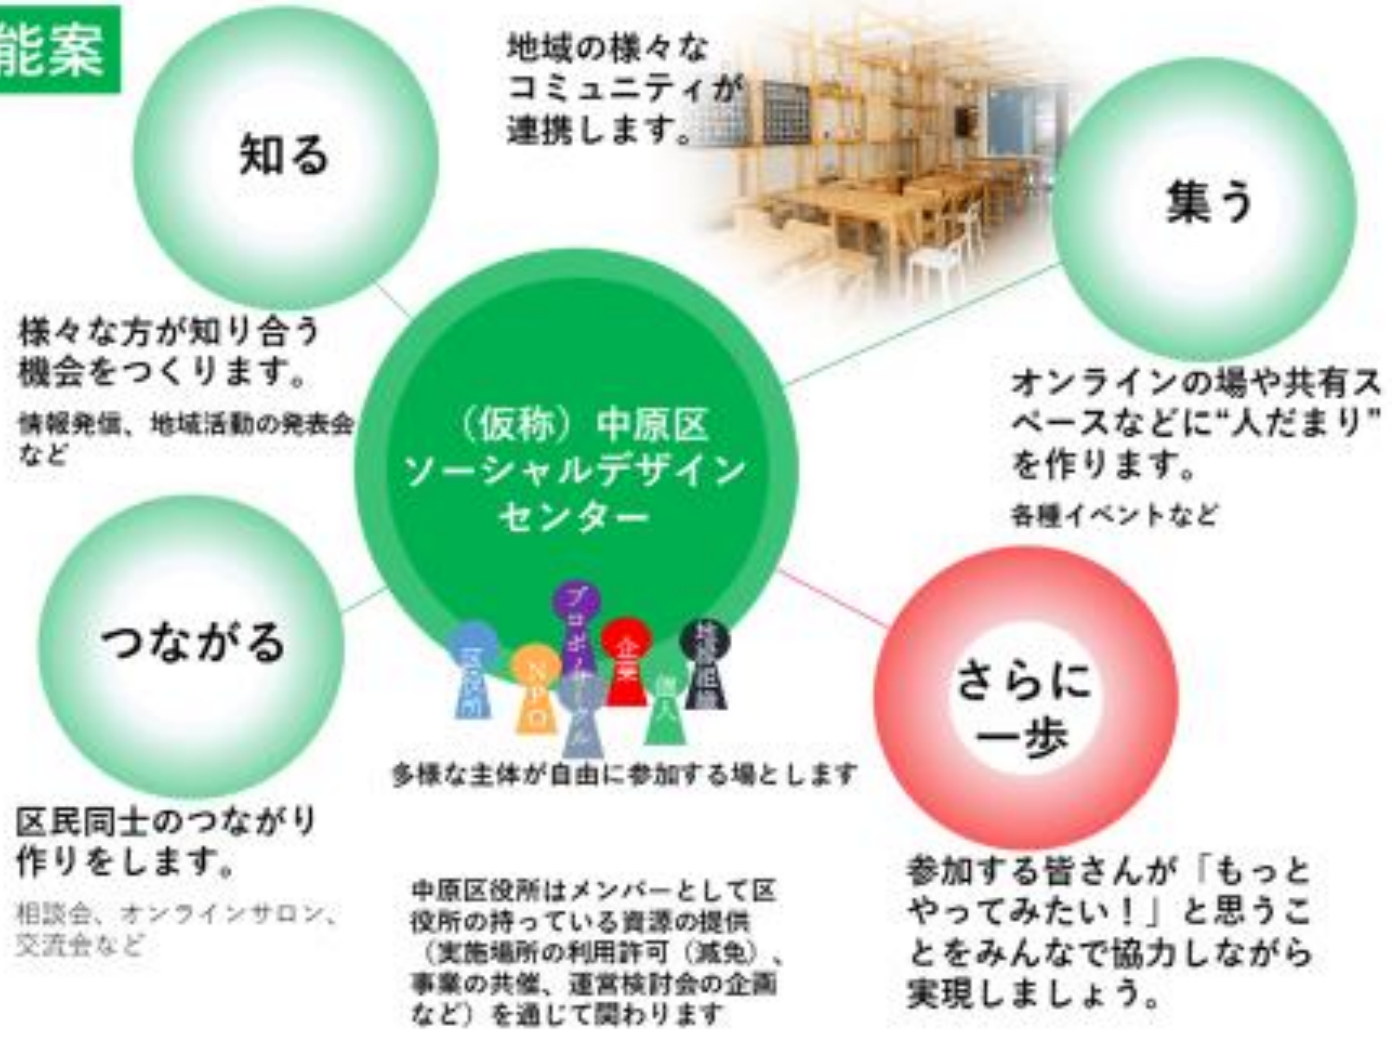 能案
知る
地域の様々な
コミュニティが
連携します。
集う
様々な方が知り合う
機会をつくります。
情報発信、地域活動の発表会
など
オンラインの場や共有ス
ペースなどに“人だまり”
を作ります。
各種イベントなど
（仮称）中原区
ソーシャルデザイン
センター
つながる
区民同士のつながり
作りをします。
相談会、オンラインサロン、
交流会など
区役所
NPO
プロボノ
サークル
企業
個人
地域組織
多様な主体が自由に参加する場とします
さらに
一歩
参加する皆さんが「もっと
やってみたい！」と思うこ
とをみんなで協力しながら
実現しましょう。
中原区役所はメンバーとして区
役所の持っている資源の提供
（実施場所の利用許可（減免）、
事業の共催、運営検討会の企画
など）を通じて関わります